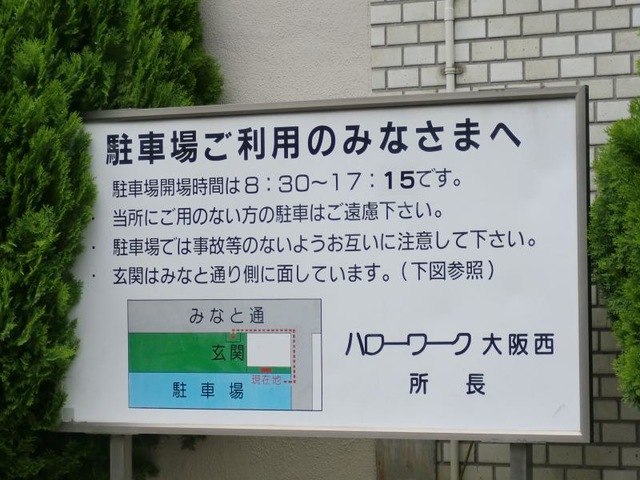 駐車場ご利用のみなさまへ
駐車場開場時間は8:30〜17:15です。
・当所にご用のない方の駐車はご遠慮下さい。
・駐車場では事故等のないようお互いに注意して下さい。
・玄関はみなと通り側に面しています。(下図参照)
みなと通
玄関
現在地
駐車場
ハローワーク大阪西
所長